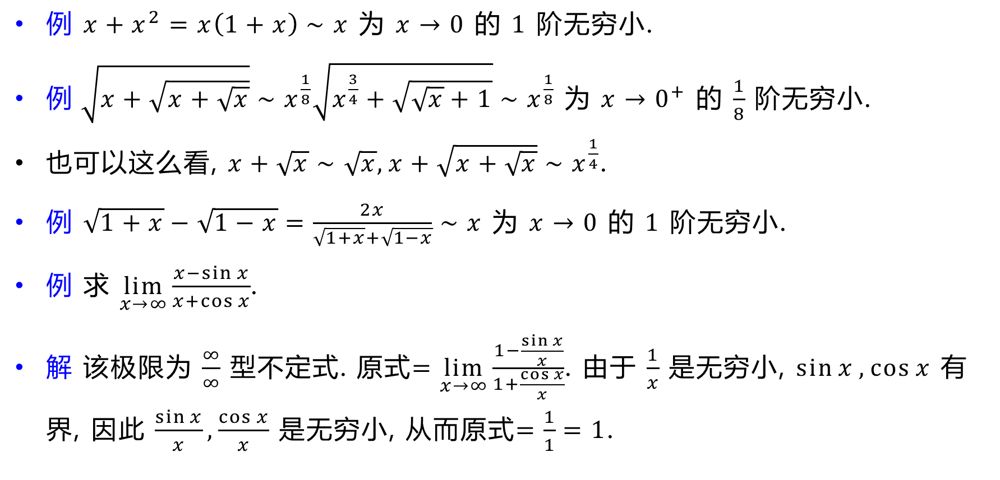 • 例 $x + x^2 = x(1 + x) \sim x$ 为 $x \to 0$ 的 1 阶无穷小.
• 例 $\sqrt{x + \sqrt{x + \sqrt{x}}} \sim x^{\frac{1}{8}} \sqrt{x^{\frac{3}{4}} + \sqrt{\sqrt{x} + 1}} \sim x^{\frac{1}{8}}$ 为 $x \to 0^+$ 的 $\frac{1}{8}$ 阶无穷小.
• 也可以这么看, $x + \sqrt{x} \sim \sqrt{x}, x + \sqrt{x + \sqrt{x}} \sim x^{\frac{1}{4}}$.
• 例 $\sqrt{1 + x} - \sqrt{1 - x} = \frac{2x}{\sqrt{1+x}+\sqrt{1-x}} \sim x$ 为 $x \to 0$ 的 1 阶无穷小.
• 例 求 $\lim\limits_{x \to \infty} \frac{x - \sin x}{x + \cos x}$.
• 解 该极限为 $\frac{\infty}{\infty}$ 型不定式. 原式= $\lim\limits_{x \to \infty} \frac{1 - \frac{\sin x}{x}}{1 + \frac{\cos x}{x}}$. 由于 $\frac{1}{x}$ 是无穷小, $\sin x, \cos x$ 有
界, 因此 $\frac{\sin x}{x}, \frac{\cos x}{x}$ 是无穷小, 从而原式= $\frac{1}{1} = 1$.